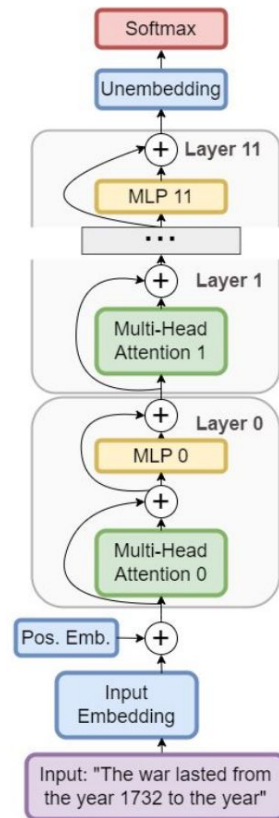 Softmax
Unembedding
+
Layer 11
MLP 11
...
+
Layer 1
Multi-Head
Attention 1
+
Layer 0
MLP 0
+
Multi-Head
Attention 0
Pos. Emb.
+
Input
Embedding
Input: "The war lasted from
the year 1732 to the year"